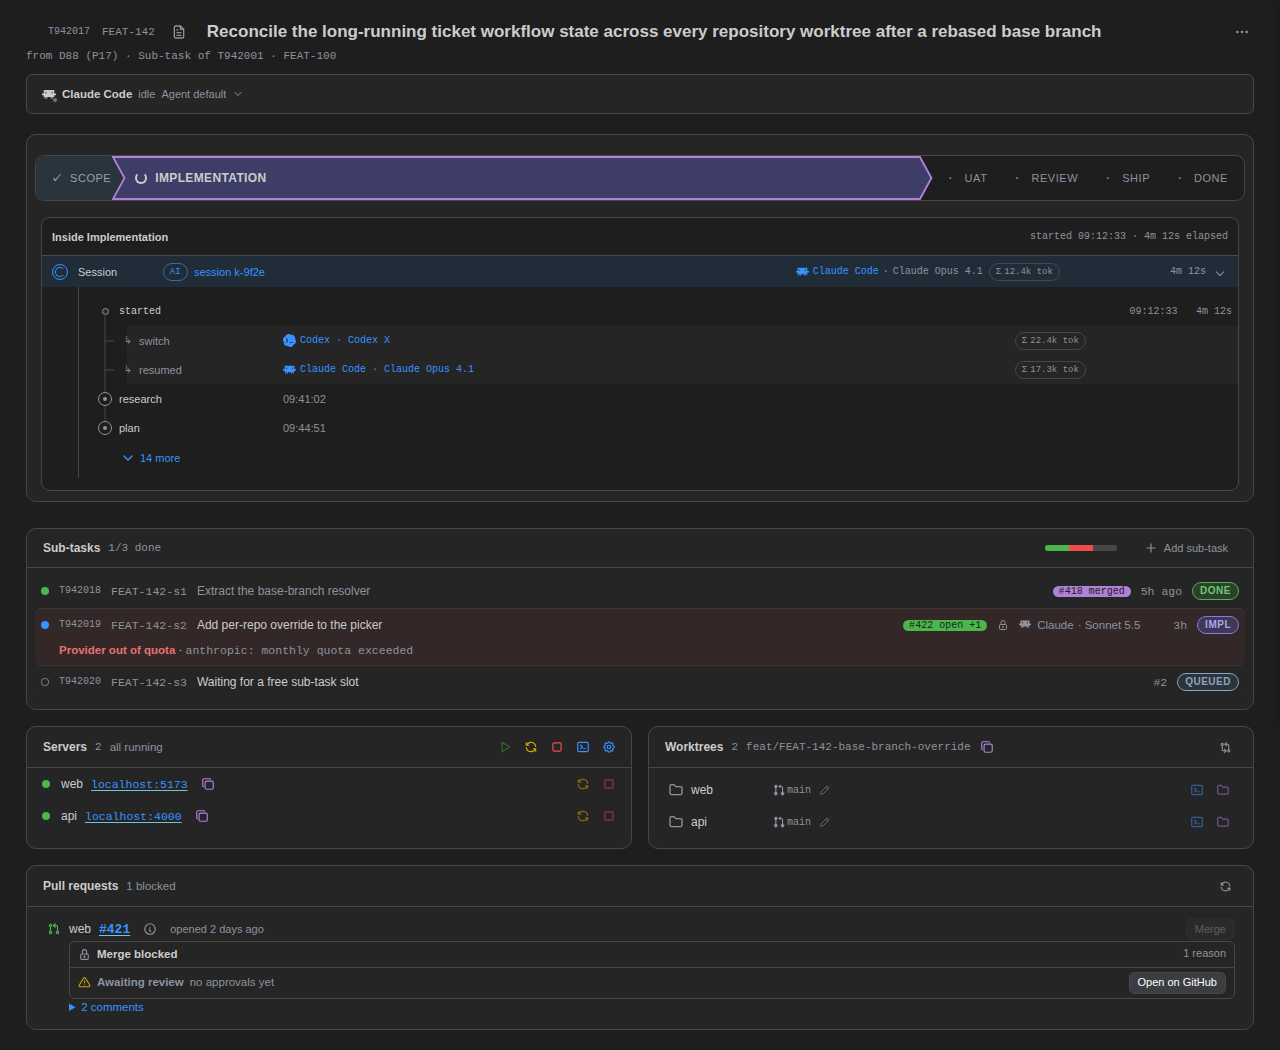 T942017 FEAT-142 Reconcile the long-running ticket workflow state across every repository worktree after a rebased base branch
from D88 (P17) · Sub-task of T942001 · FEAT-100
Claude Code idle Agent default
SCOPE IMPLEMENTATION · UAT · REVIEW · SHIP · DONE
Inside Implementation started 09:12:33 · 4m 12s elapsed
Session AI session k-9f2e Claude Code · Claude Opus 4.1 Σ 12.4k tok 4m 12s
started 09:12:33 4m 12s
↳ switch Codex · Codex X Σ 22.4k tok
↳ resumed Claude Code · Claude Opus 4.1 Σ 17.3k tok
research 09:41:02
plan 09:44:51
14 more
Sub-tasks 1/3 done Add sub-task
T942018 FEAT-142-s1 Extract the base-branch resolver #418 merged 5h ago DONE
T942019 FEAT-142-s2 Add per-repo override to the picker #422 open +1 Claude · Sonnet 5.5 3h IMPL
Provider out of quota · anthropic: monthly quota exceeded
T942020 FEAT-142-s3 Waiting for a free sub-task slot #2 QUEUED
Servers 2 all running
web localhost:5173
api localhost:4000
Worktrees 2 feat/FEAT-142-base-branch-override
web main
api main
Pull requests 1 blocked
web #421 opened 2 days ago Merge
Merge blocked 1 reason
Awaiting review no approvals yet Open on GitHub
2 comments